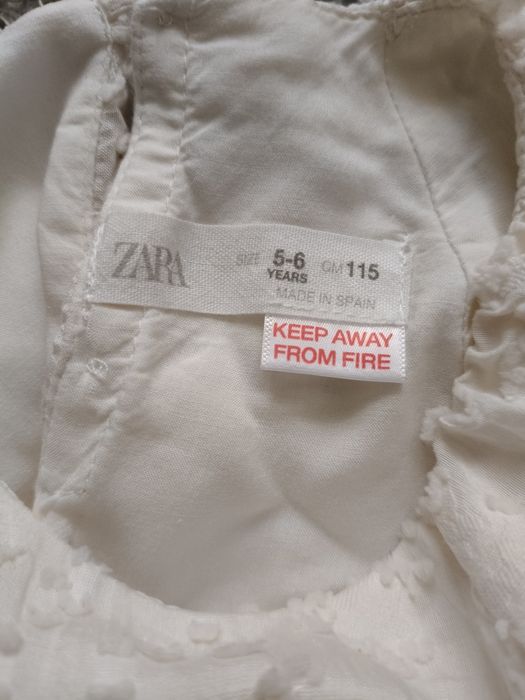 ZARA
SIZE 5-6 YEARS CM 115
MADE IN SPAIN
KEEP AWAY
FROM FIRE